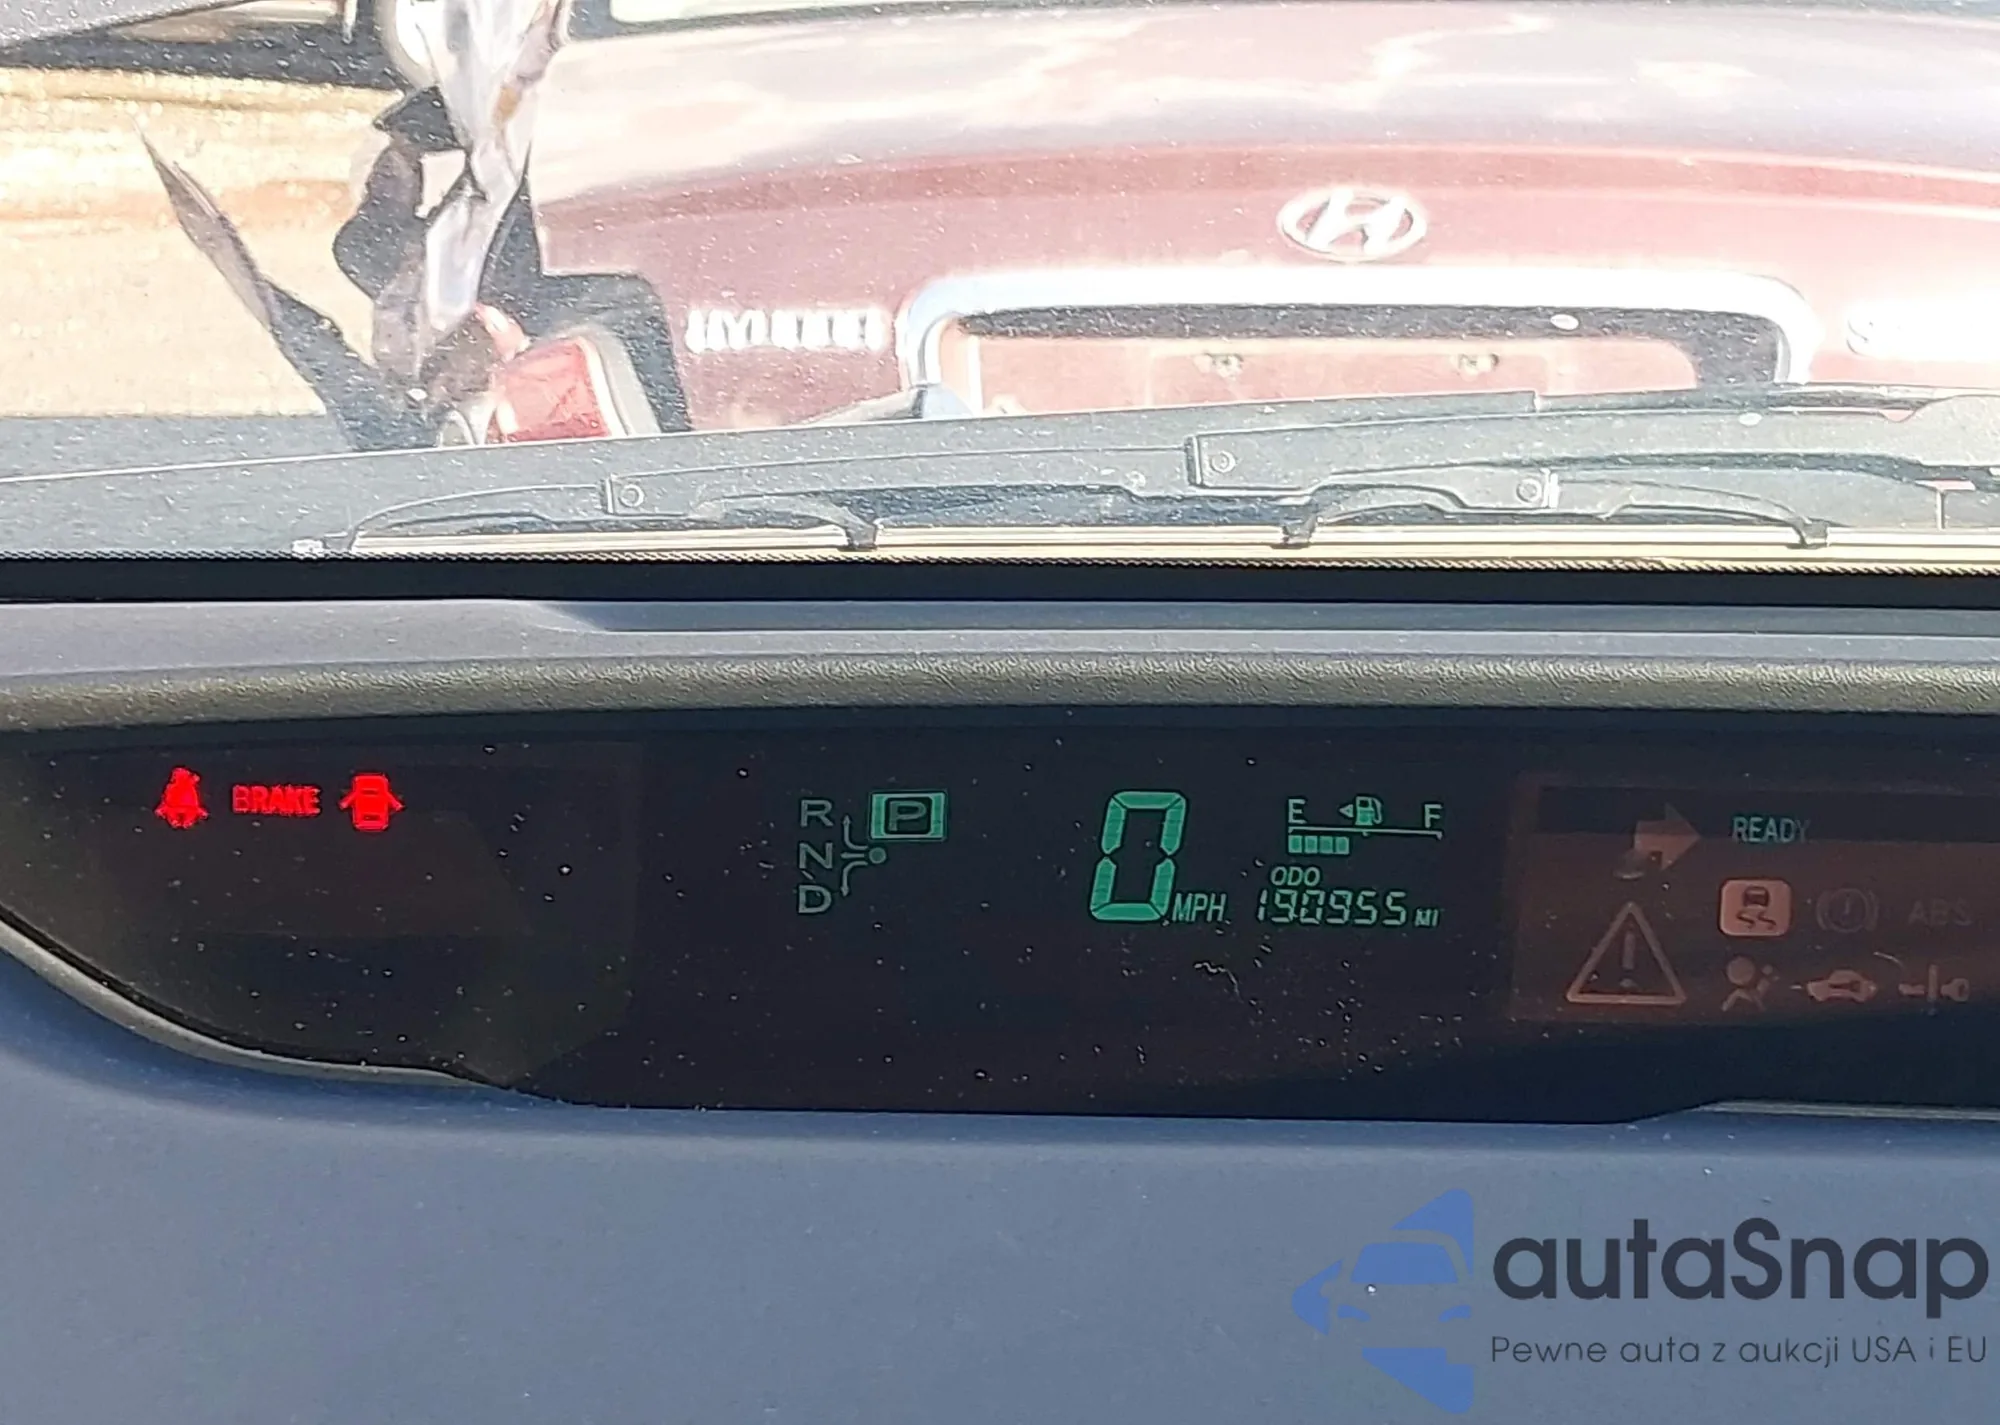 HYUNDAI
BRAKE
R
N
D
P
0 MPH
E F
ODO
190955 MI
READY
ABS
autaSnap
Pewne auta z aukcji USA i EU